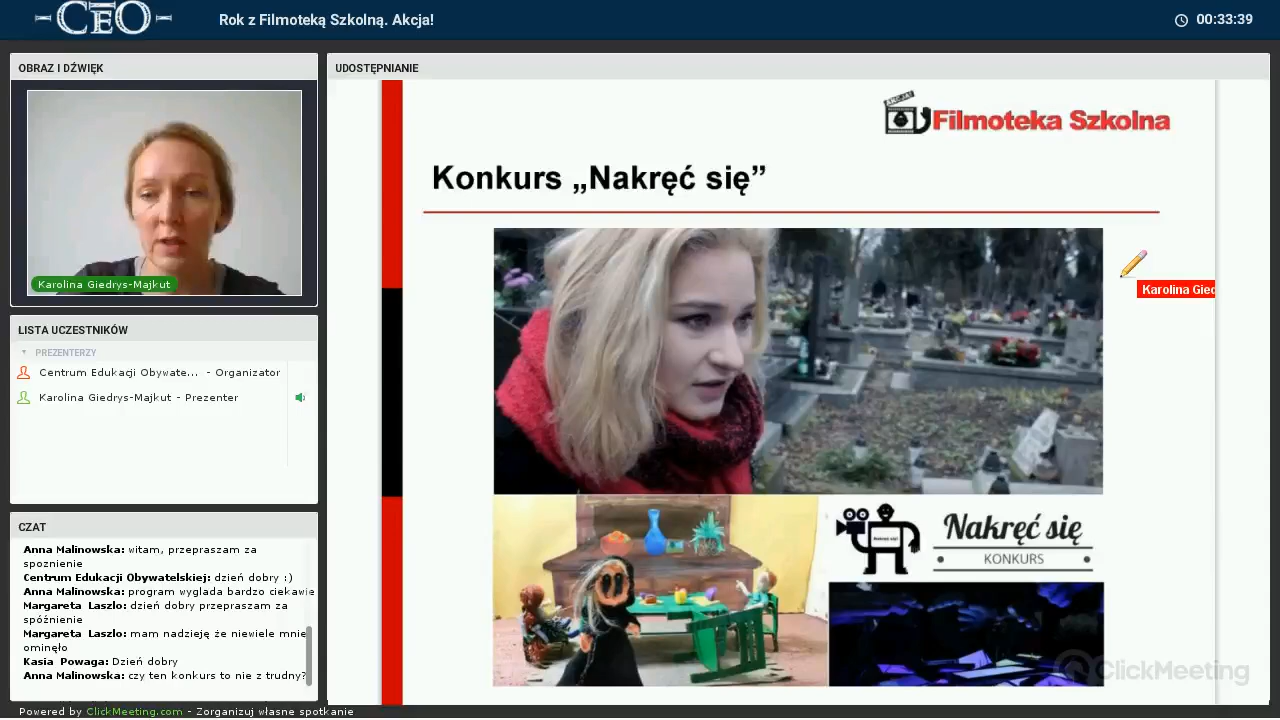 CEO
Rok z Filmoteką Szkolną. Akcja!
00:33:39
OBRAZ I DŹWIĘK
Karolina Giedrys-Majkut
LISTA UCZESTNIKÓW
PREZENTERZY
Centrum Edukacji Obywate... - Organizator
Karolina Giedrys-Majkut - Prezenter
CZAT
Anna Malinowska: witam, przepraszam za
spoznienie
Centrum Edukacji Obywatelskiej: dzień dobry :)
Anna Malinowska: program wyglada bardzo ciekawie
Margareta Laszlo: dzień dobry przepraszam za
spóźnienie
Margareta Laszlo: mam nadzieję że niewiele mnie
ominęło
Kasia Powaga: Dzień dobry
Anna Malinowska: czy ten konkurs to nie z trudny?
Powered by ClickMeeting.com - Zorganizuj własne spotkanie
UDOSTĘPNIANIE
AKCJA!
Filmoteka Szkolna
Konkurs „Nakręć się”
Karolina Gied
Nakręć się
KONKURS
ClickMeeting